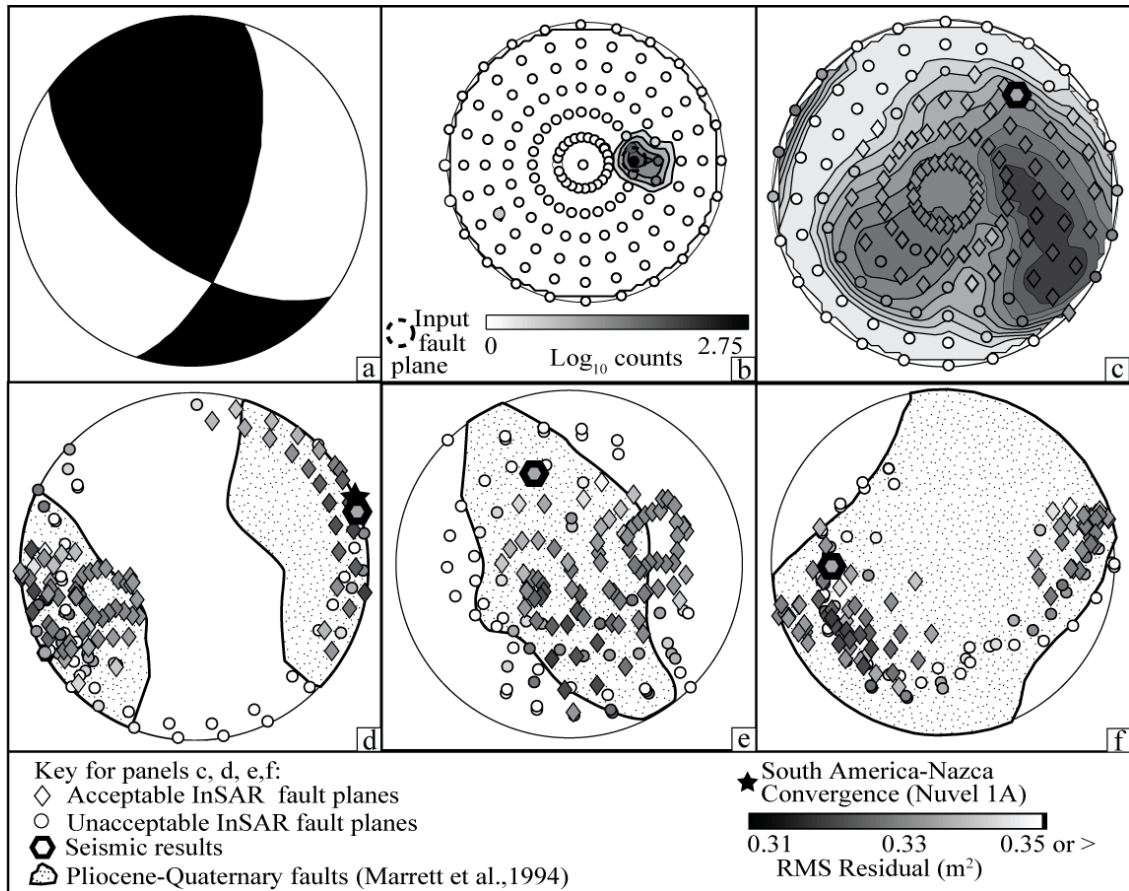 a
Input
fault
plane
0
2.75
Log10 counts
b
c
d
e
f
Key for panels c, d, e,f:
Acceptable InSAR fault planes
Unacceptable InSAR fault planes
Seismic results
Pliocene-Quaternary faults (Marrett et al.,1994)
South America-Nazca
Convergence (Nuvel 1A)
0.31
0.33
0.35 or >
RMS Residual (m²)